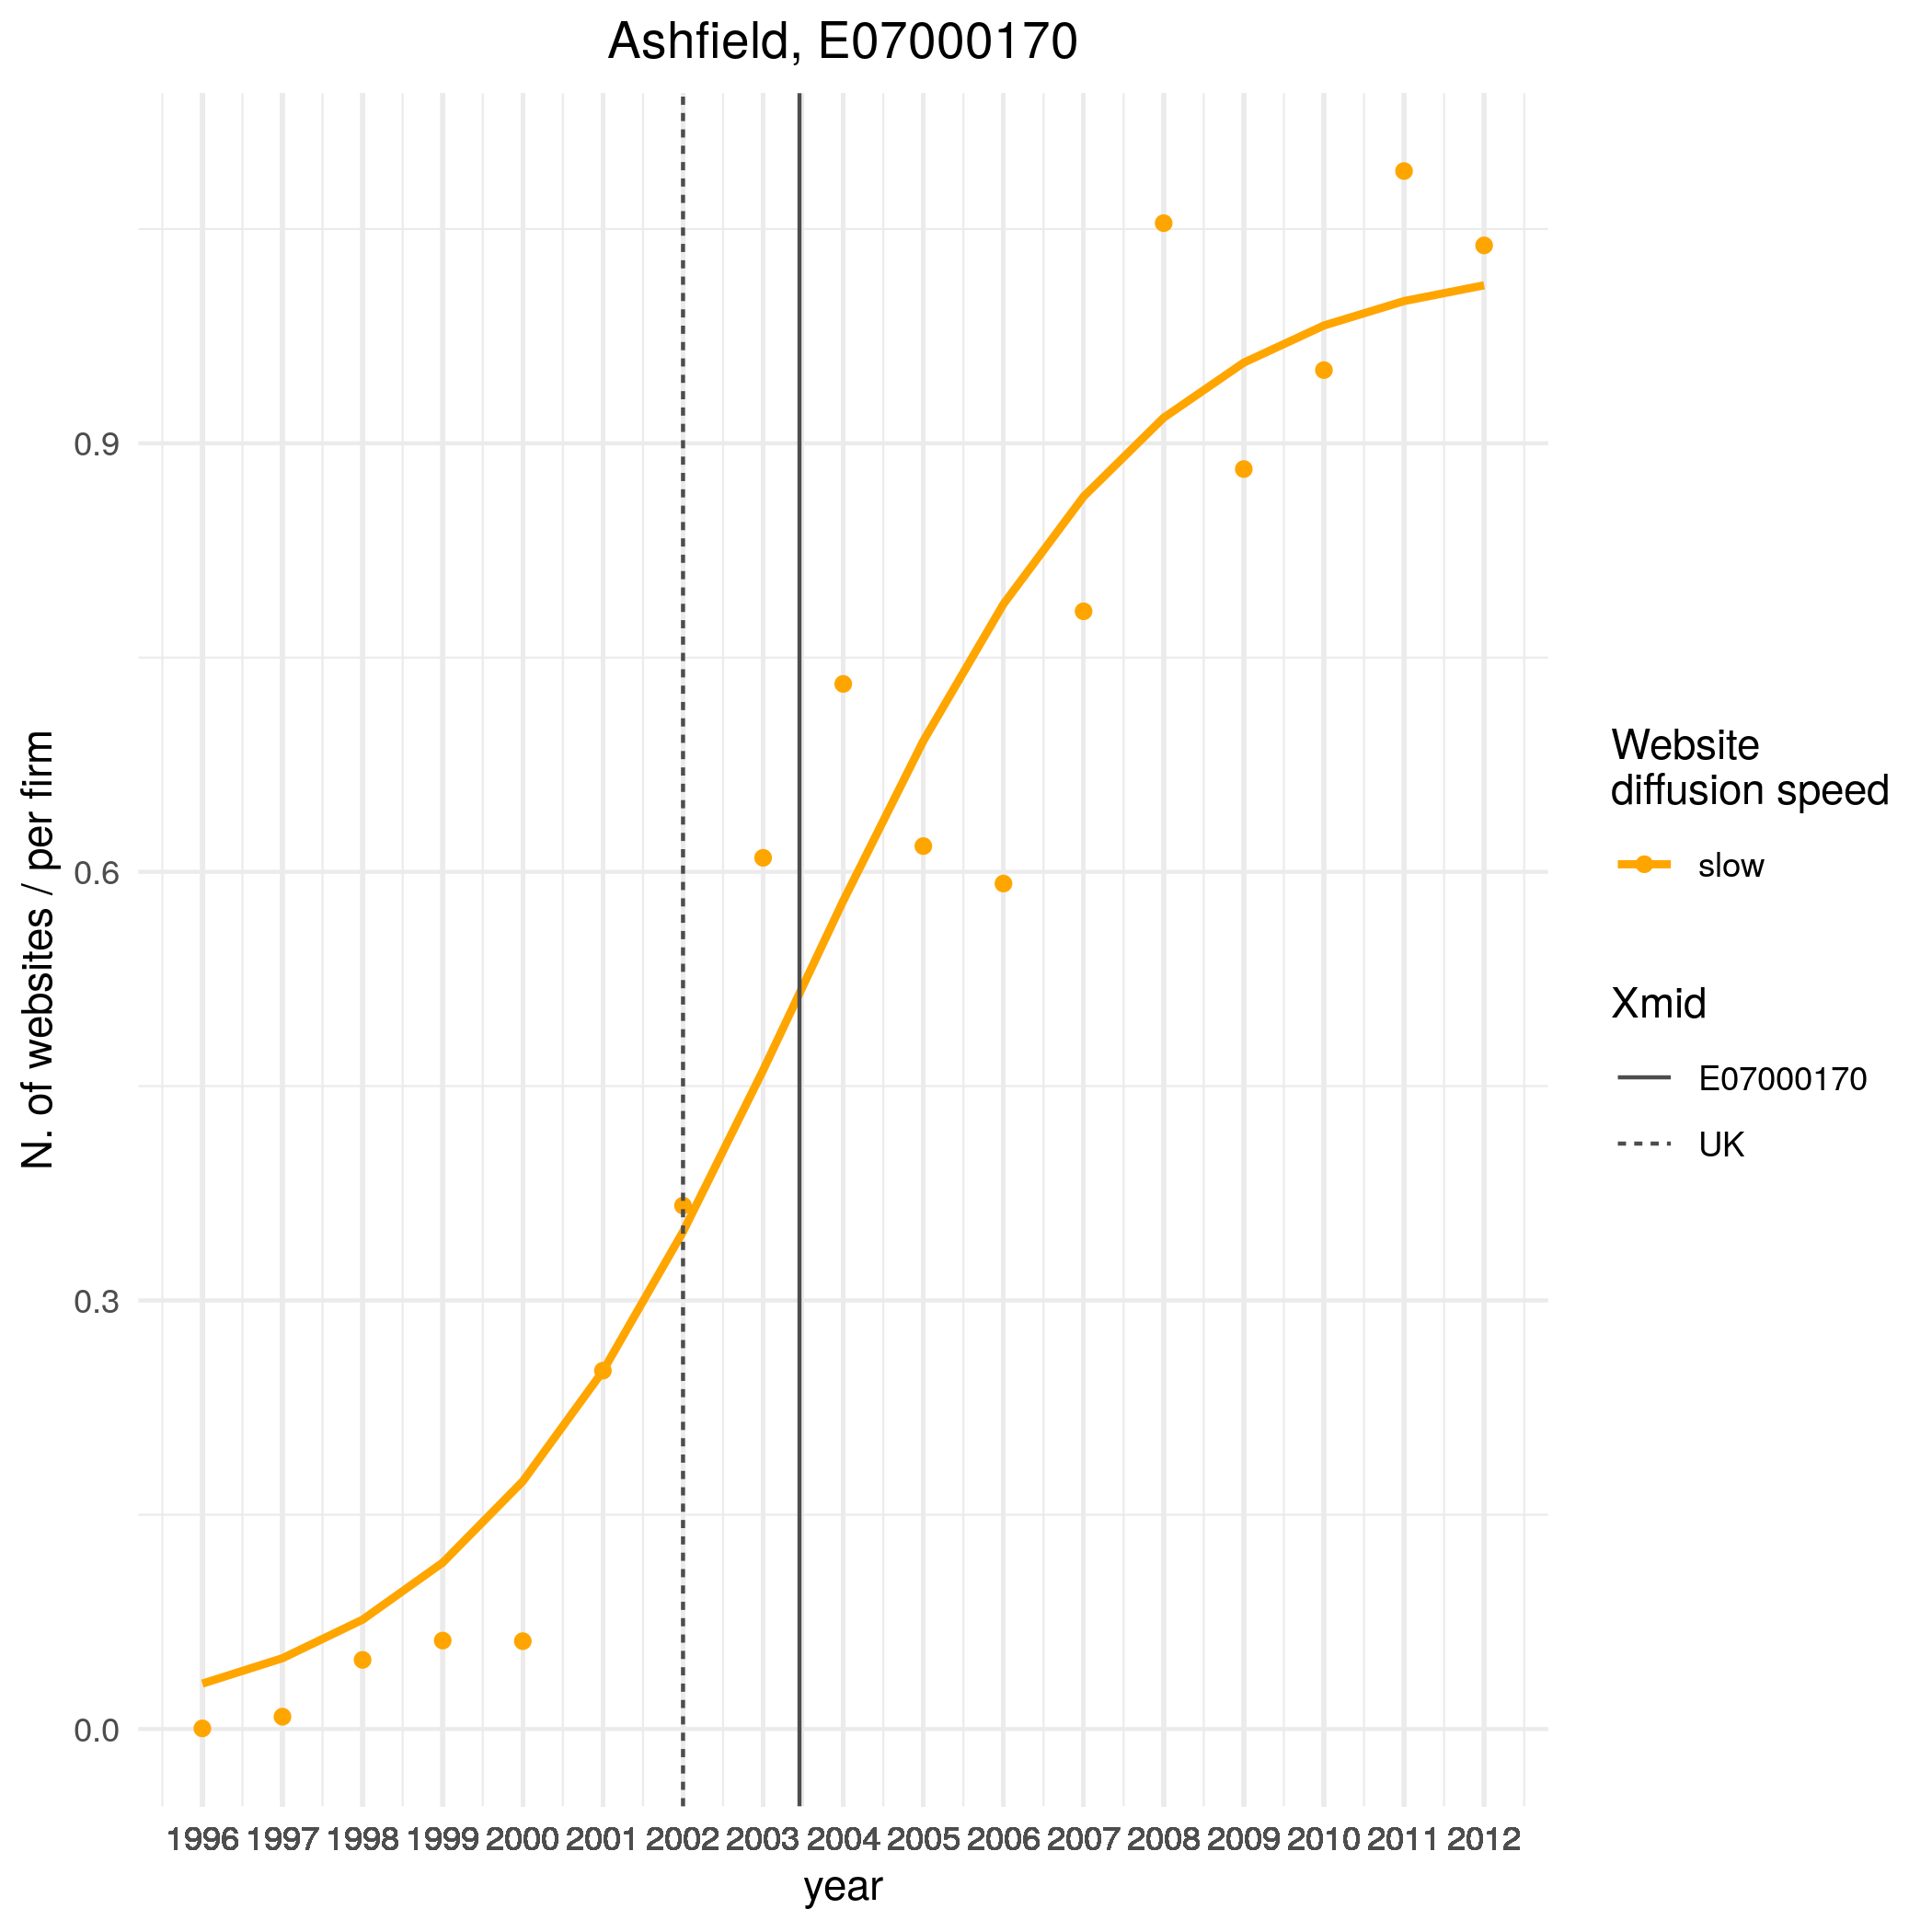 Ashfield, E07000170
N. of websites / per firm
0.9
0.6
0.3
0.0
1996 1997 1998 1999 2000 2001 2002 2003 2004 2005 2006 2007 2008 2009 2010 2011 2012
year
Website
diffusion speed
slow
Xmid
E07000170
UK